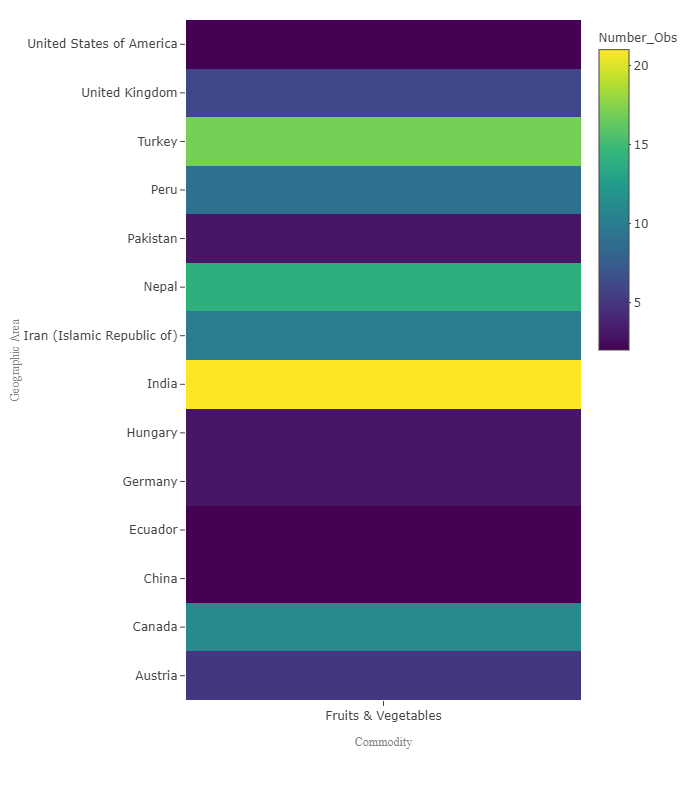 Number_Obs
20
15
10
5
Geographic Area
United States of America
United Kingdom
Turkey
Peru
Pakistan
Nepal
Iran (Islamic Republic of)
India
Hungary
Germany
Ecuador
China
Canada
Austria
Fruits & Vegetables
Commodity